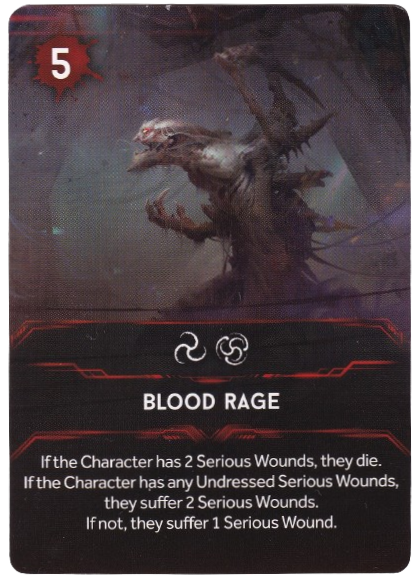 5
BLOOD RAGE
If the Character has 2 Serious Wounds, they die.
If the Character has any Undressed Serious Wounds,
they suffer 2 Serious Wounds.
If not, they suffer 1 Serious Wound.